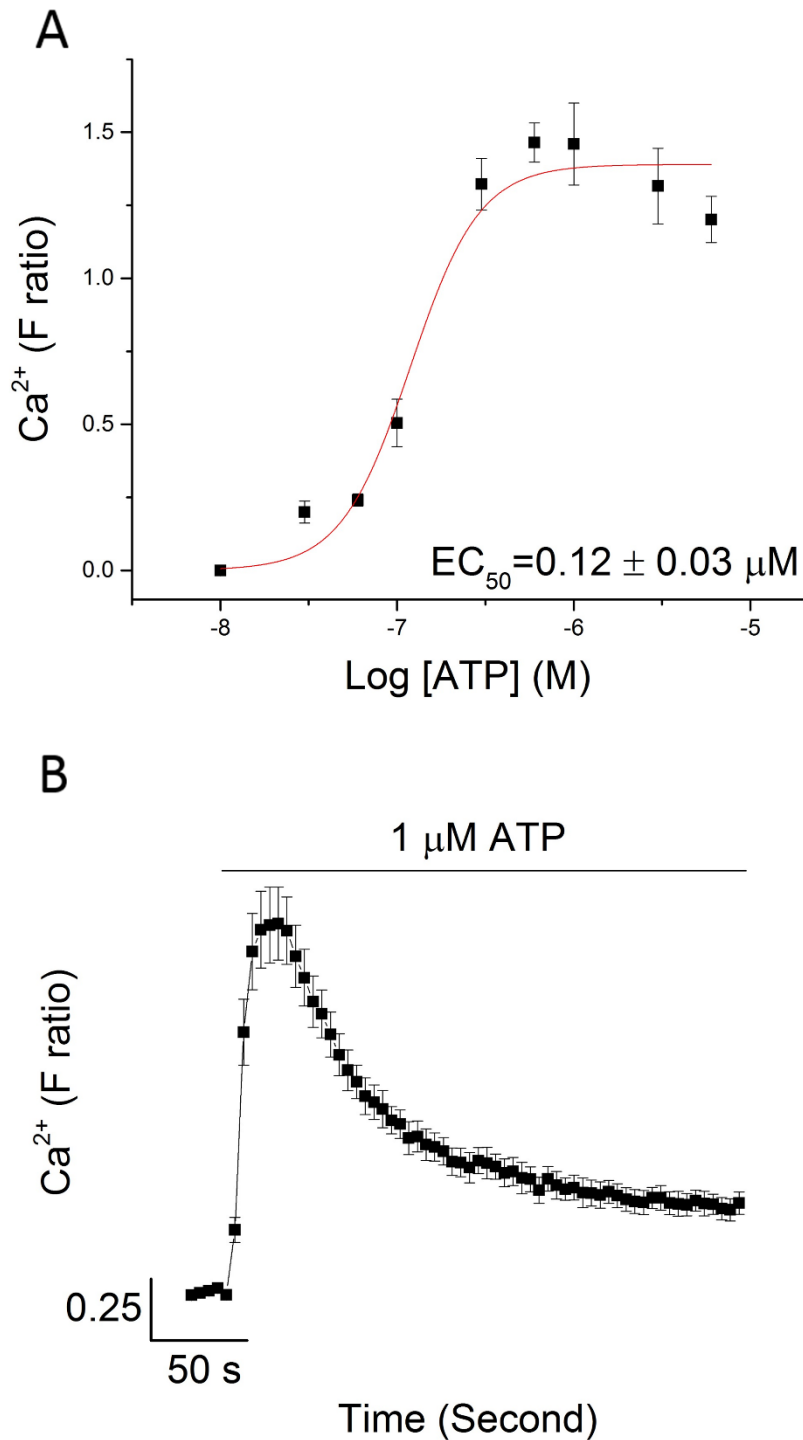 A
1.5
1.0
0.5
0.0
Ca²⁺ (F ratio)
EC₅₀=0.12 ± 0.03 μM
-8
-7
-6
-5
Log [ATP] (M)
B
1 μM ATP
Ca²⁺ (F ratio)
0.25
50 s
Time (Second)